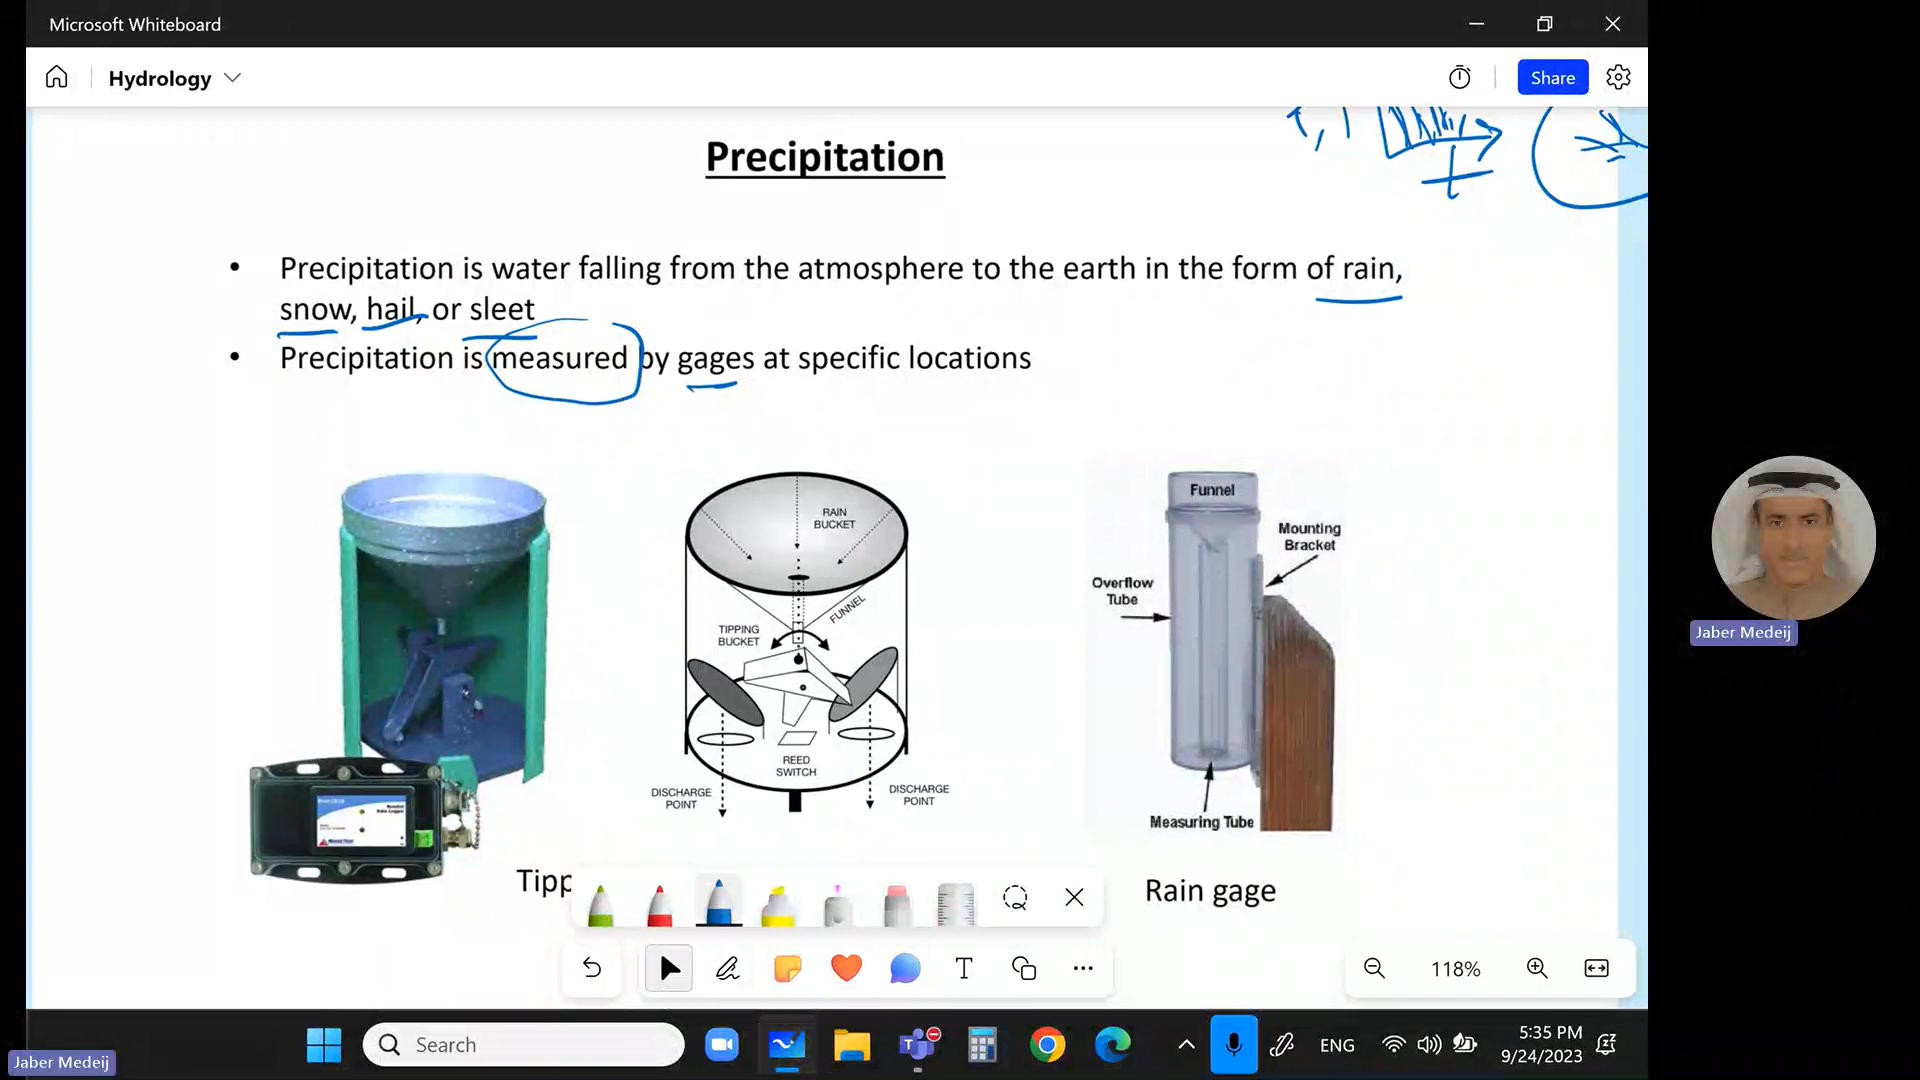 Microsoft Whiteboard
Hydrology
Share
t
Precipitation
• Precipitation is water falling from the atmosphere to the earth in the form of rain,
snow, hail, or sleet
• Precipitation is measured by gages at specific locations
RAIN
BUCKET
FUNNEL
TIPPING
BUCKET
REED
SWITCH
DISCHARGE
POINT
DISCHARGE
POINT
Funnel
Mounting
Bracket
Overflow
Tube
Measuring Tube
Tipp
Rain gage
Jaber Medeij
118%
Search
ENG
5:35 PM
9/24/2023
Jaber Medeij